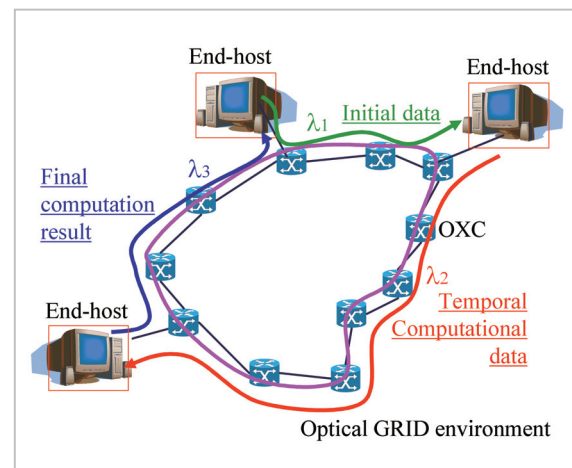 End-host
End-host
λ1
Initial data
λ3
Final
computation
result
OXC
λ2
Temporal
Computational
data
End-host
Optical GRID environment